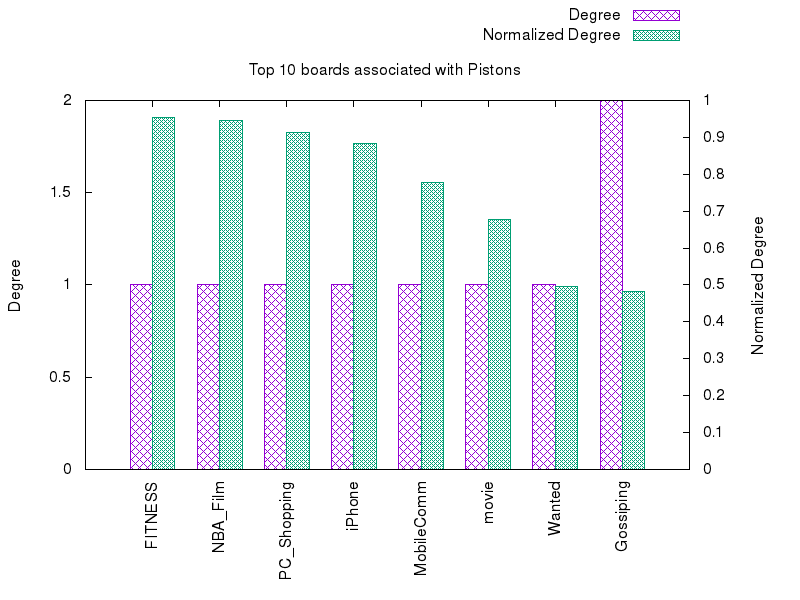 Degree
Normalized Degree
Top 10 boards associated with Pistons
2
1.5
1
0.5
0
1
0.9
0.8
0.7
0.6
0.5
0.4
0.3
0.2
0.1
0
Degree
Normalized Degree
FITNESS
NBA_Film
PC_Shopping
iPhone
MobileComm
movie
Wanted
Gossiping